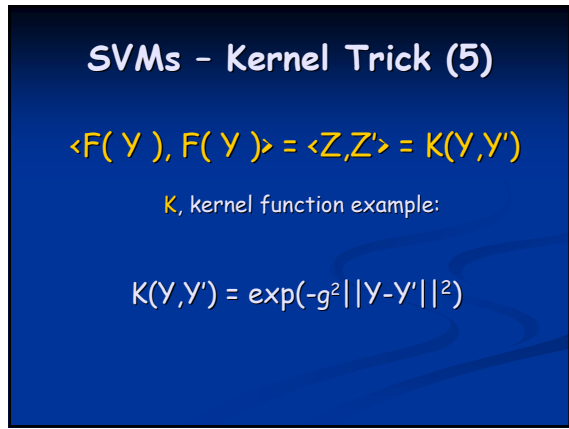 SVMs – Kernel Trick (5)
<F( Y ), F( Y )> = <Z,Z'> = K(Y,Y')
K, kernel function example:
K(Y,Y') = exp(-g²||Y-Y'||²)